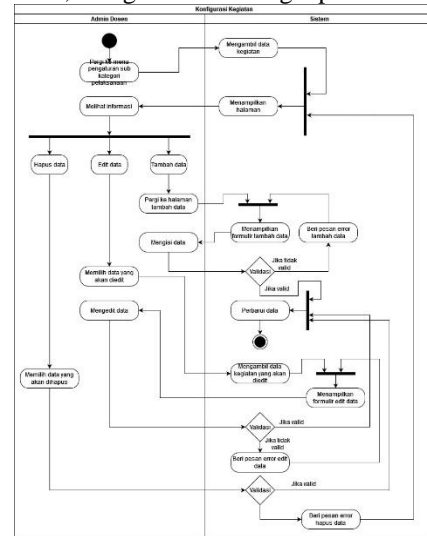 Konfigurasi Kegiatan
Admin Dosen
Sistem
Pergi ke menu
pengaturan sub
kategori
pelaksanaan
Mengambil data
kegiatan
Melihat informasi
Menampilkan
halaman
Hapus data
Edit data
Tambah data
Pergi ke halaman
tambah data
Menampilkan
formulir tambah data
Beri pesan error
tambah data
Mengisi data
Validasi
Jika tidak
valid
Jika valid
Memilih data yang
akan diedit
Mengedit data
Perbarui data
Mengambil data
kegiatan yang akan
diedit
Memilih data yang
akan dihapus
Menampilkan
formulir edit data
Validasi
Jika valid
Jika tidak
valid
Beri pesan error edit
data
Validasi
Jika valid
Beri pesan error
hapus data